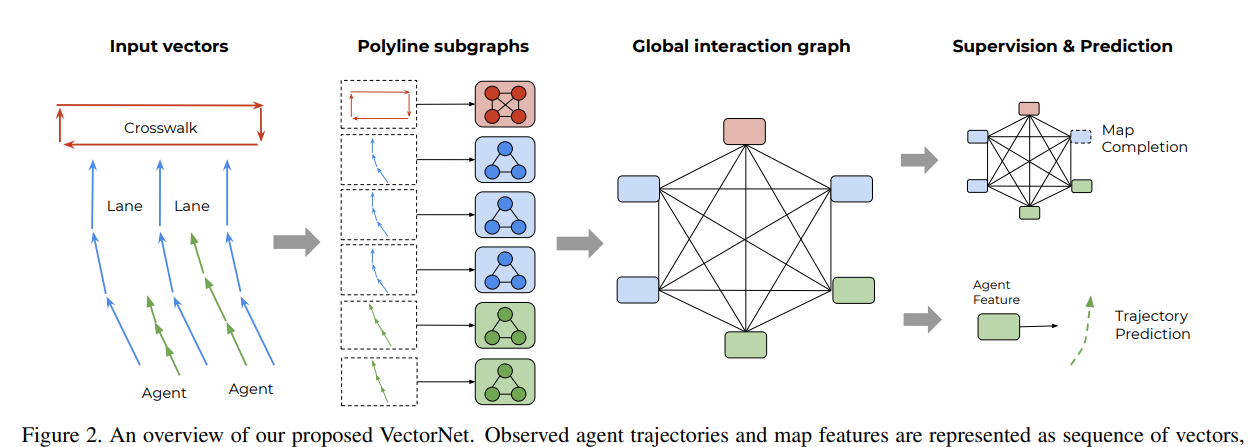 Input vectors
Polyline subgraphs
Global interaction graph
Supervision & Prediction
Crosswalk
Lane
Lane
Agent
Agent
Map
Completion
Agent
Feature
Trajectory
Prediction
Figure 2. An overview of our proposed VectorNet. Observed agent trajectories and map features are represented as sequence of vectors,